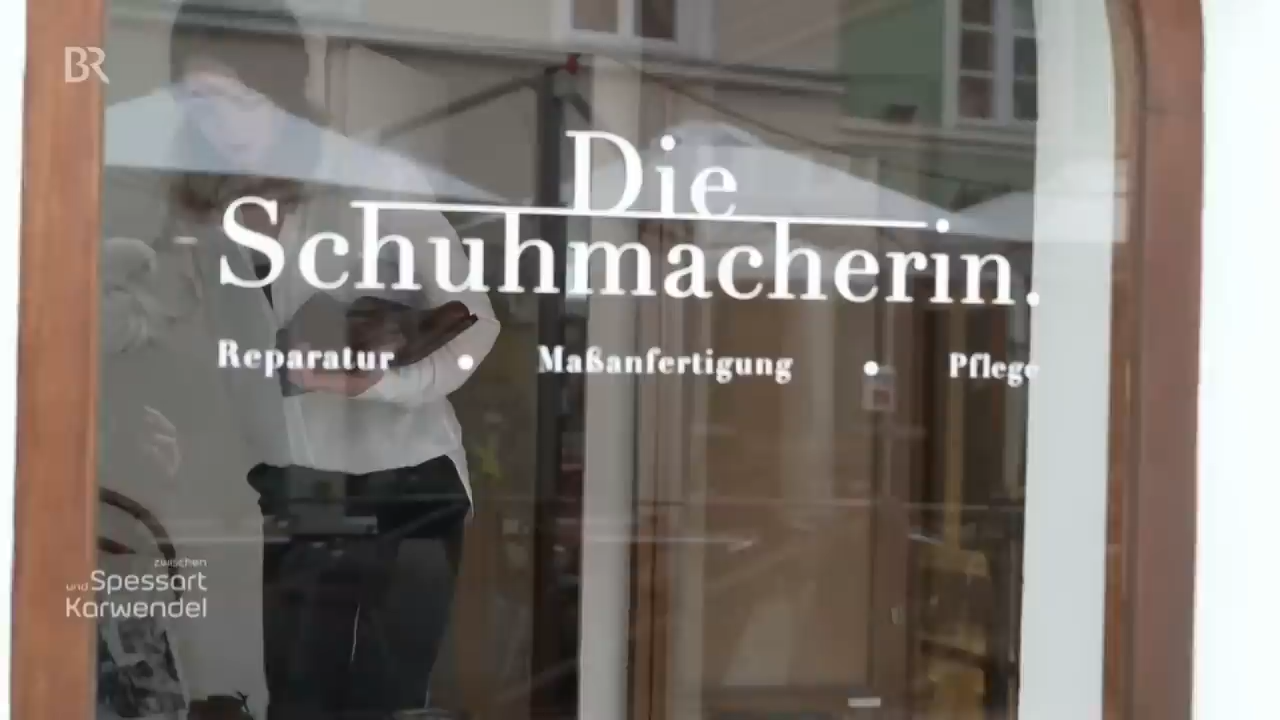 BR
Die
Schuhmacherin.
Reparatur • Maßanfertigung • Pflege
zwischen
und Spessart
Karwendel